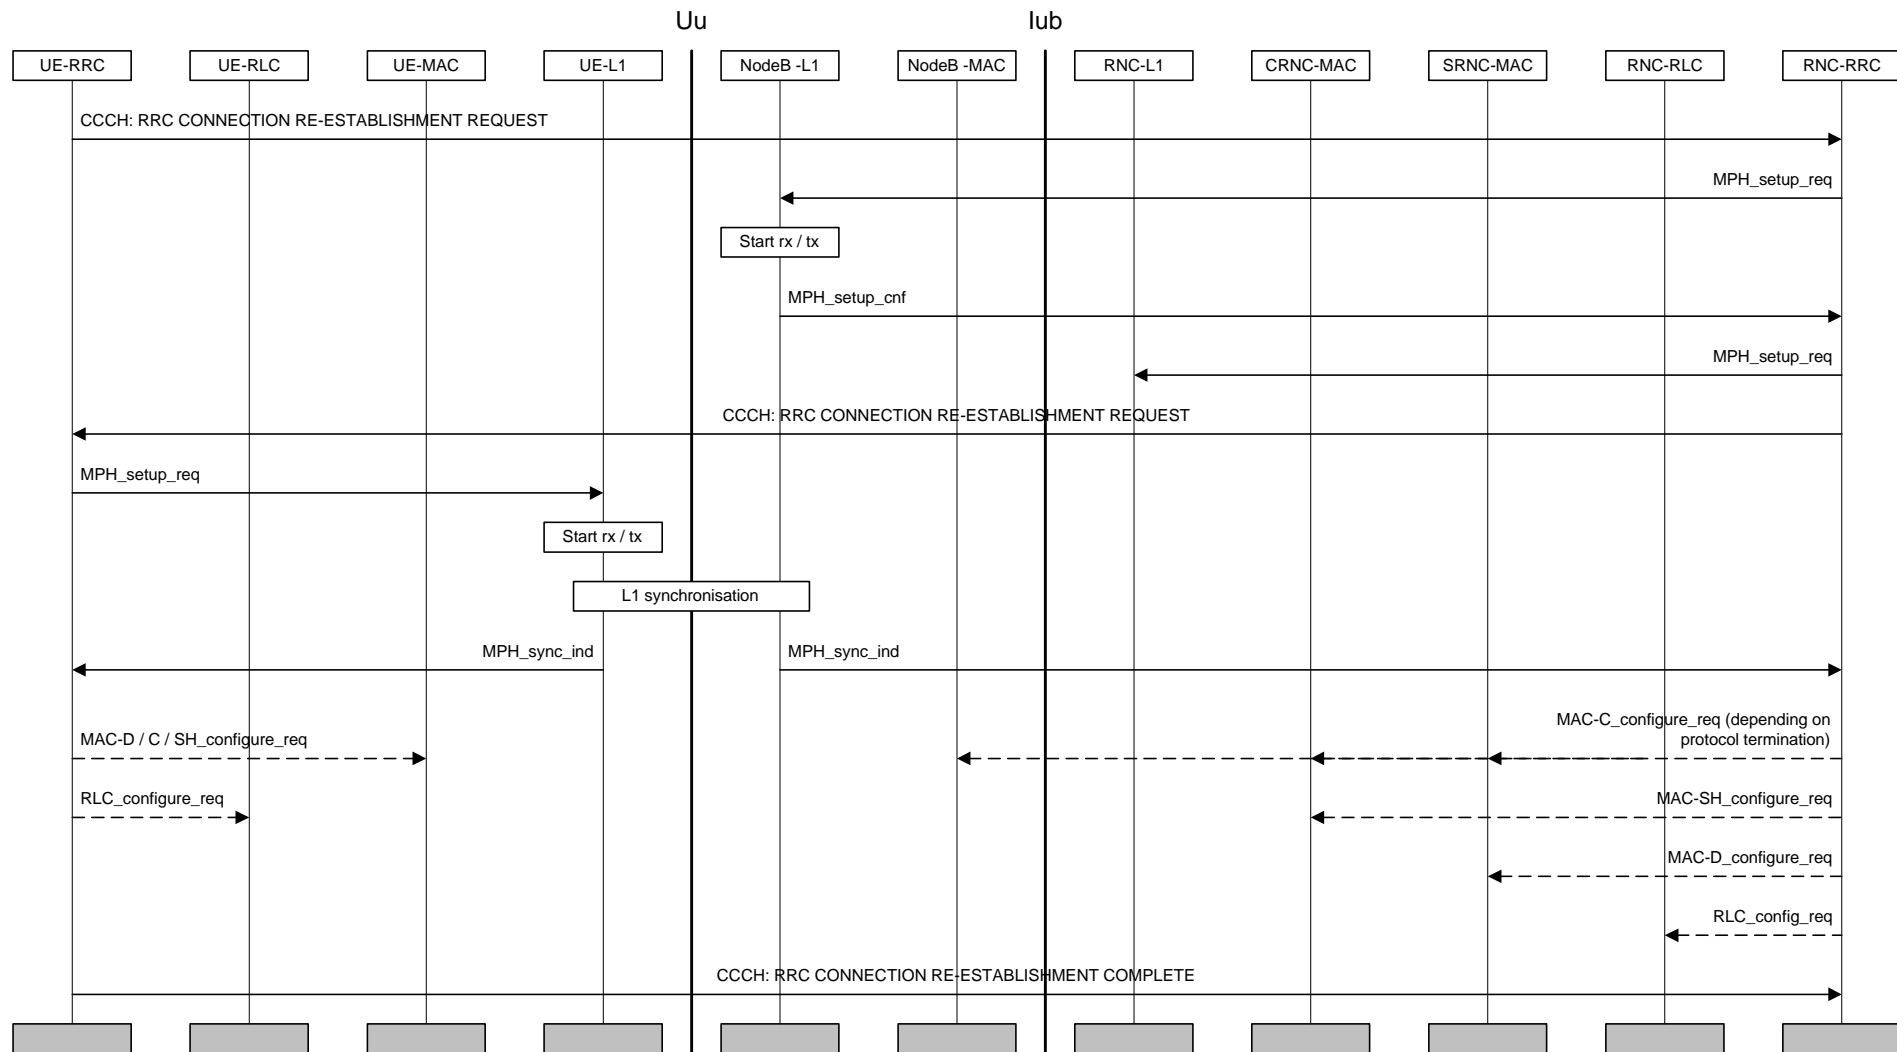 Uu
Iub
UE-RRC
UE-RLC
UE-MAC
UE-L1
NodeB -L1
NodeB -MAC
RNC-L1
CRNC-MAC
SRNC-MAC
RNC-RLC
RNC-RRC
CCCH: RRC CONNECTION RE-ESTABLISHMENT REQUEST
MPH_setup_req
Start rx / tx
MPH_setup_cnf
MPH_setup_req
CCCH: RRC CONNECTION RE-ESTABLISHMENT REQUEST
MPH_setup_req
Start rx / tx
L1 synchronisation
MPH_sync_ind
MPH_sync_ind
MAC-C_configure_req (depending on
protocol termination)
MAC-D / C / SH_configure_req
RLC_configure_req
MAC-SH_configure_req
MAC-D_configure_req
RLC_config_req
CCCH: RRC CONNECTION RE-ESTABLISHMENT COMPLETE